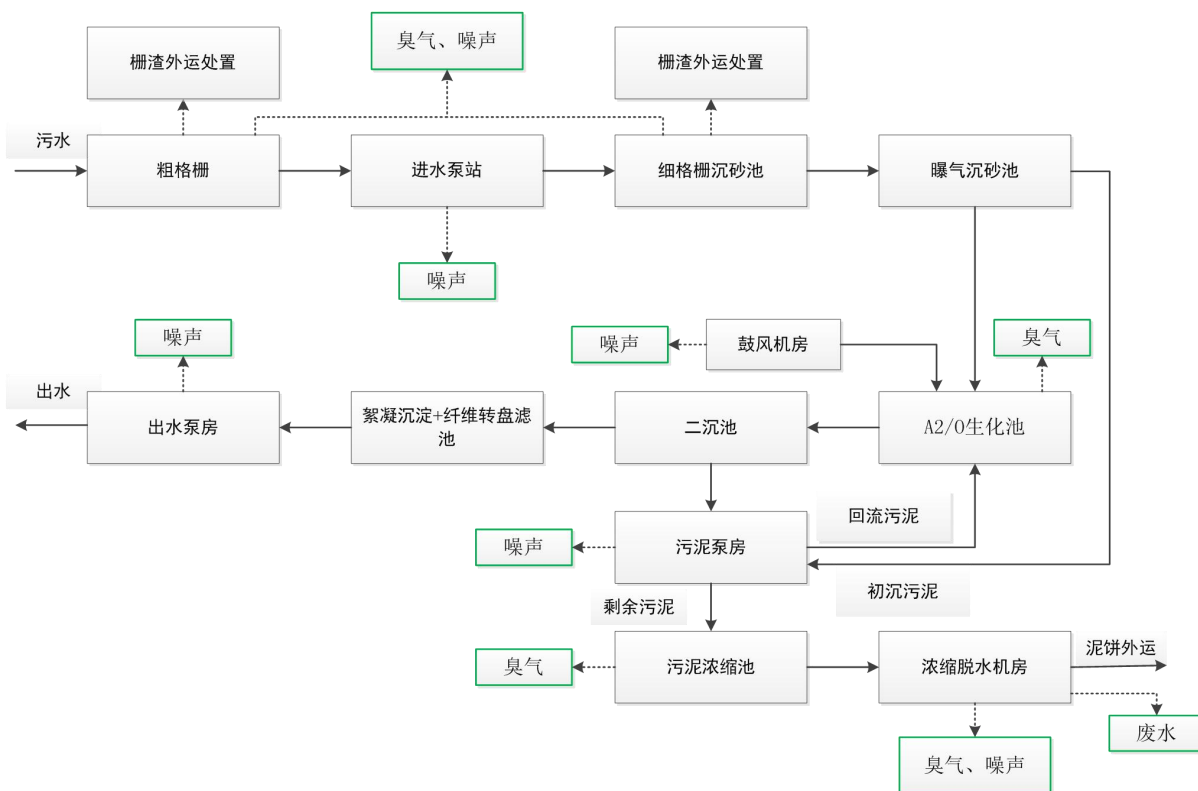 栅渣外运处置
臭气、噪声
栅渣外运处置
污水
粗格栅
进水泵站
细格栅沉砂池
曝气沉砂池
噪声
噪声
噪声
鼓风机房
臭气
出水
出水泵房
絮凝沉淀+纤维转盘滤
池
二沉池
A2/O生化池
回流污泥
噪声
污泥泵房
初沉污泥
剩余污泥
臭气
污泥浓缩池
浓缩脱水机房
泥饼外运
废水
臭气、噪声